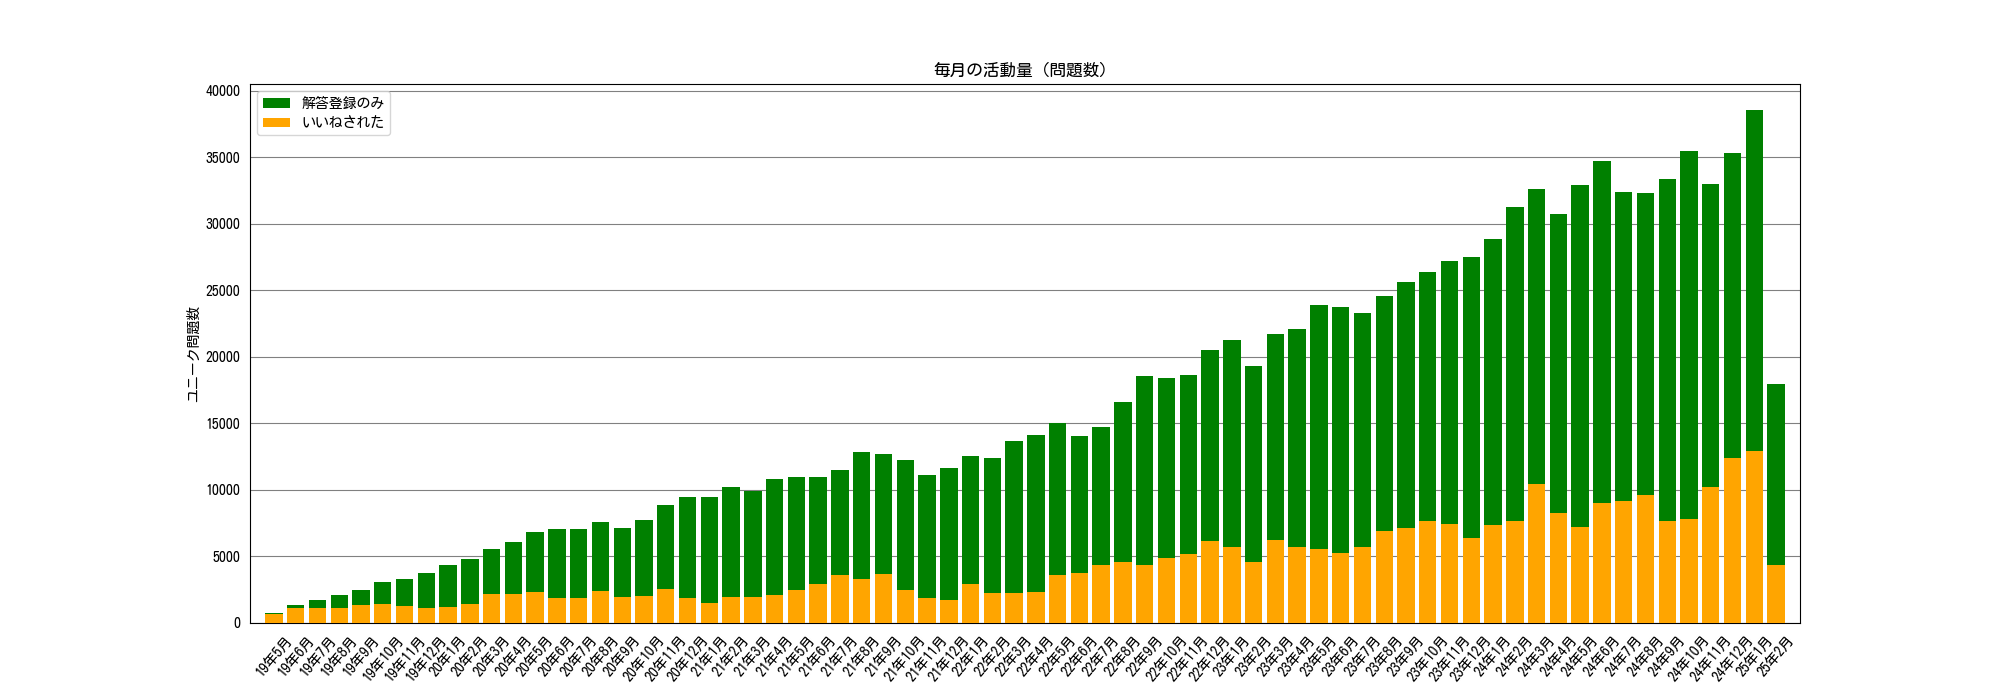 毎月の活動量（問題数）
解答登録のみ
いいねされた
ユニーク問題数
40000
35000
30000
25000
20000
15000
10000
5000
0
19年5月
19年6月
19年7月
19年8月
19年9月
19年10月
19年11月
19年12月
20年1月
20年2月
20年3月
20年4月
20年5月
20年6月
20年7月
20年8月
20年9月
20年10月
20年11月
20年12月
21年1月
21年2月
21年3月
21年4月
21年5月
21年6月
21年7月
21年8月
21年9月
21年10月
21年11月
21年12月
22年1月
22年2月
22年3月
22年4月
22年5月
22年6月
22年7月
22年8月
22年9月
22年10月
22年11月
22年12月
23年1月
23年2月
23年3月
23年4月
23年5月
23年6月
23年7月
23年8月
23年9月
23年10月
23年11月
23年12月
24年1月
24年2月
24年3月
24年4月
24年5月
24年6月
24年7月
24年8月
24年9月
24年10月
24年11月
24年12月
25年1月
25年2月